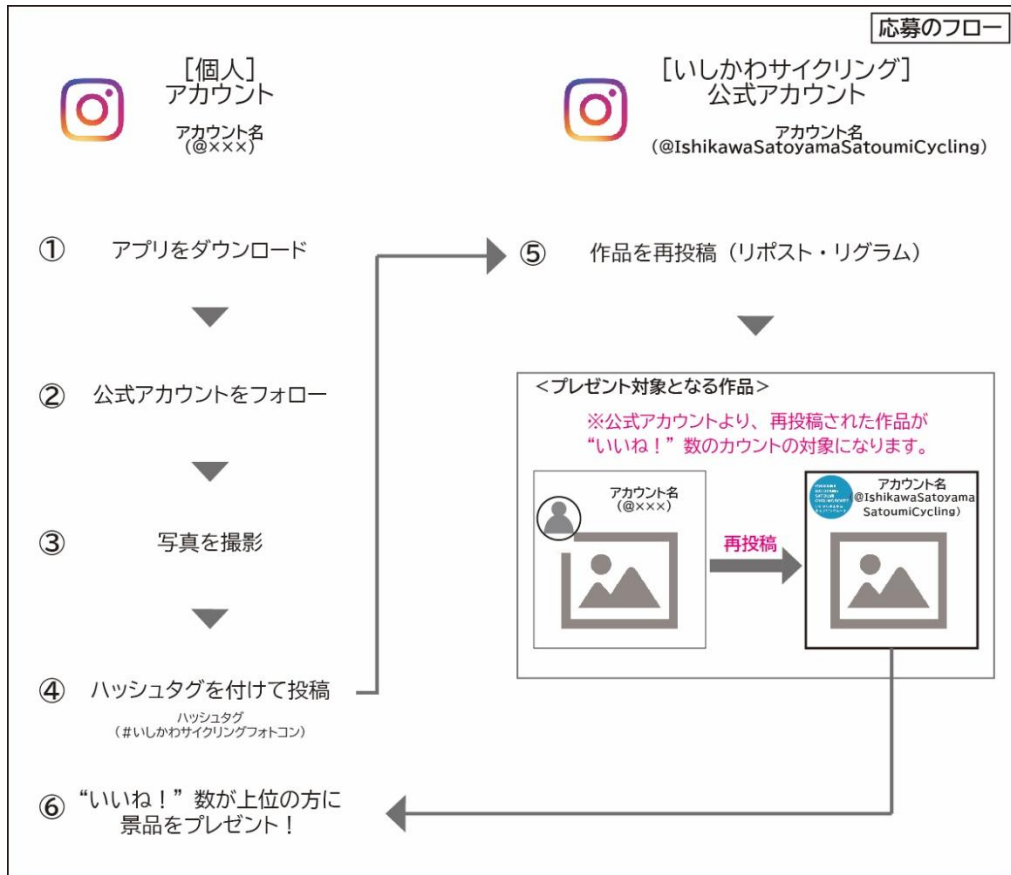 応募のフロー
[個人]
アカウント
アカウント名
(@×××)
[いしかわサイクリング]
公式アカウント
アカウント名
(@IshikawaSatoyamaSatoumiCycling)
① アプリをダウンロード
② 公式アカウントをフォロー
③ 写真を撮影
④ ハッシュタグを付けて投稿
ハッシュタグ
(#いしかわサイクリングフォトコン)
⑤ 作品を再投稿(リポスト・リグラム)
<プレゼント対象となる作品>
※公式アカウントより、再投稿された作品が
“いいね!”数のカウントの対象になります。
アカウント名
(@×××)
再投稿
アカウント名
(@IshikawaSatoyama
SatoumiCycling)
⑥ “いいね!”数が上位の方に
景品をプレゼント!